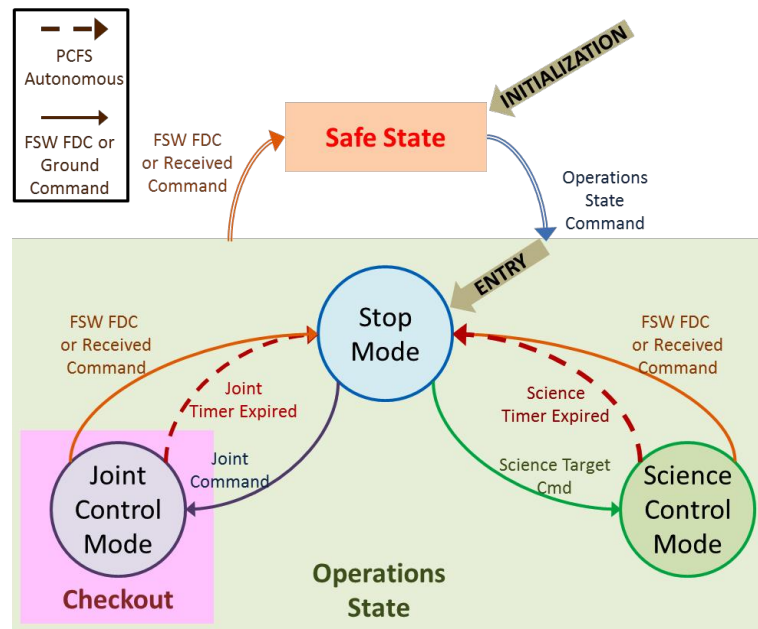 PCFS
Autonomous
FSW FDC or
Ground
Command
INITIALIZATION
Safe State
FSW FDC
or Received
Command
Operations
State
Command
ENTRY
Stop
Mode
FSW FDC
or Received
Command
FSW FDC
or Received
Command
Joint
Timer Expired
Science
Timer Expired
Joint
Command
Science Target
Cmd
Joint
Control
Mode
Science
Control
Mode
Checkout
Operations
State